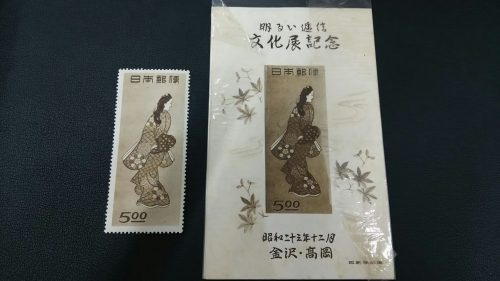 日本郵便
5.00
明るい逓信
文化展記念
日本郵便
5.00
昭和二十三年十二月
金沢・高岡